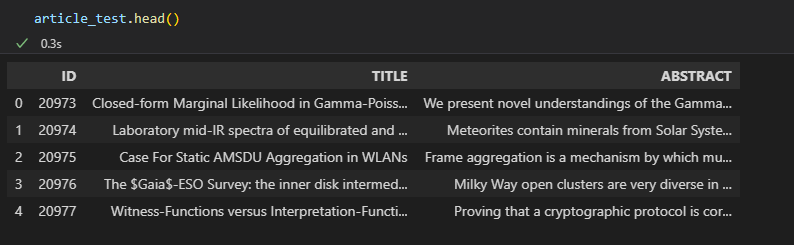 article_test.head()
0.3s
ID TITLE ABSTRACT
0 20973 Closed-form Marginal Likelihood in Gamma-Poiss... We present novel understandings of the Gamma...
1 20974 Laboratory mid-IR spectra of equilibrated and ... Meteorites contain minerals from Solar Syste...
2 20975 Case For Static AMSDU Aggregation in WLANs Frame aggregation is a mechanism by which mu...
3 20976 The $Gaia$-ESO Survey: the inner disk intermed... Milky Way open clusters are very diverse in ...
4 20977 Witness-Functions versus Interpretation-Functi... Proving that a cryptographic protocol is cor...